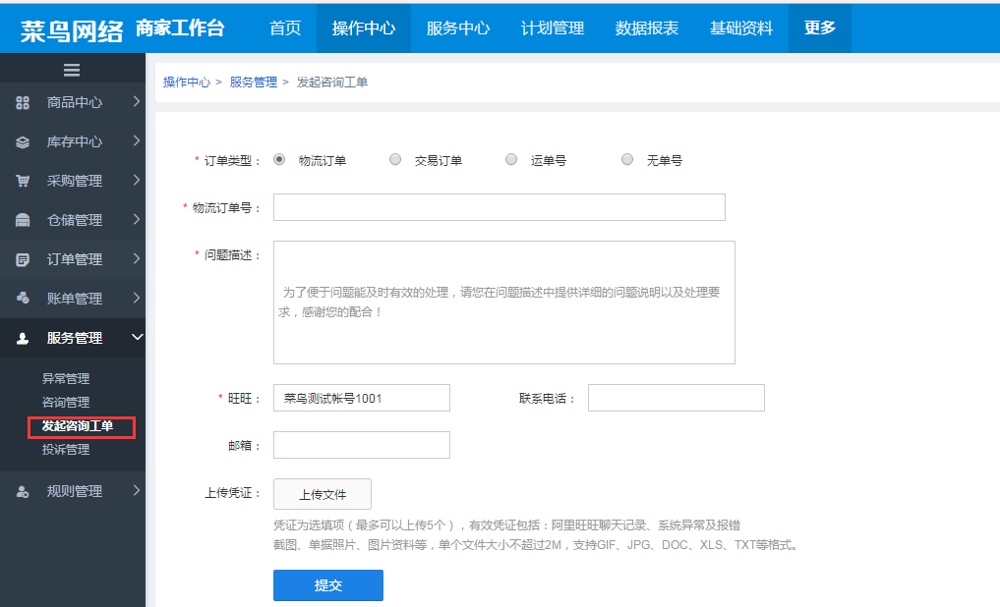 菜鸟网络 商家工作台 首页 操作中心 服务中心 计划管理 数据报表 基础资料 更多
操作中心 > 服务管理 > 发起咨询工单
商品中心
库存中心
采购管理
仓储管理
订单管理
账单管理
服务管理
异常管理
咨询管理
发起咨询工单
投诉管理
规则管理
* 订单类型： 物流订单 交易订单 运单号 无单号
* 物流订单号：
* 问题描述：
为了便于问题能及时有效的处理，请您在问题描述中提供详细的问题说明以及处理要
求，感谢您的配合！
* 旺旺： 菜鸟测试帐号1001 联系电话：
邮箱：
上传凭证： 上传文件
凭证为选填项（最多可以上传5个），有效凭证包括：阿里旺旺聊天记录、系统异常及报错
截图、单据照片、图片资料等，单个文件大小不超过2M，支持GIF、JPG、DOC、XLS、TXT等格式。
提交